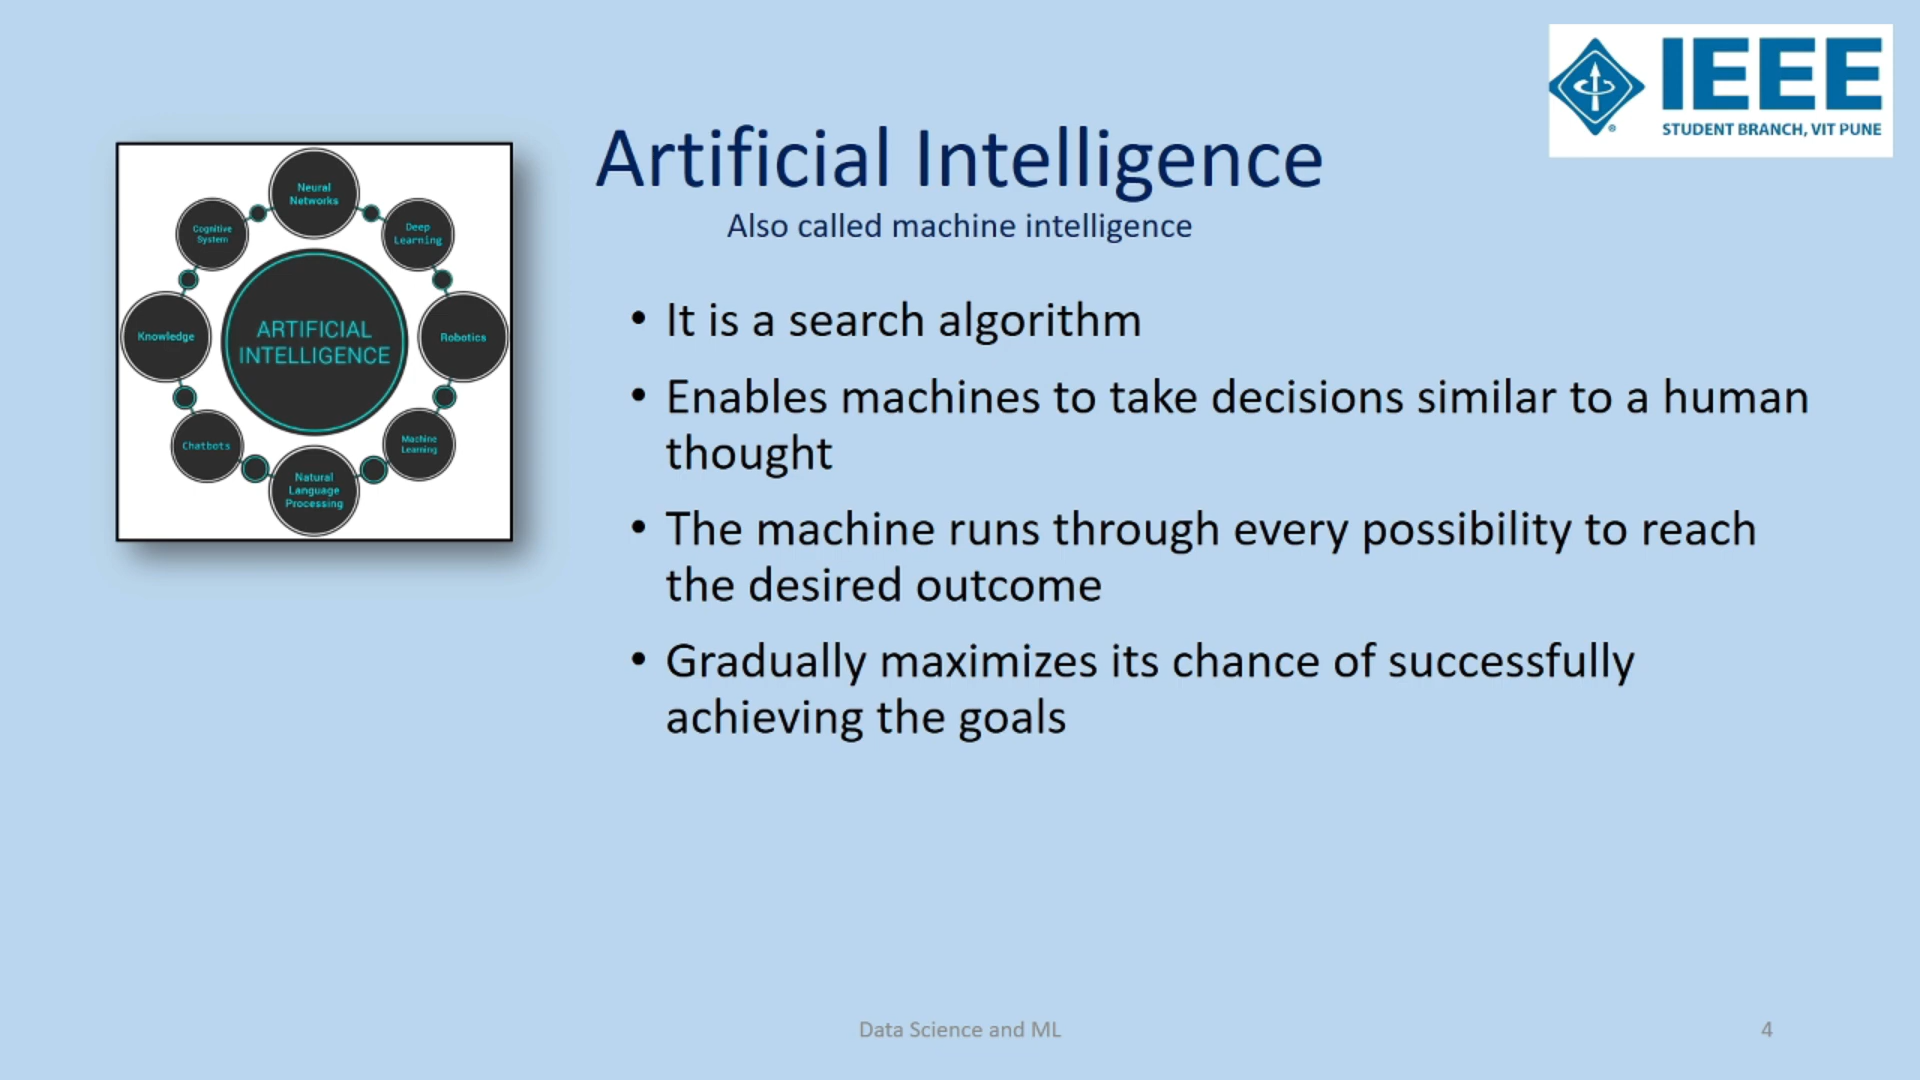 IEEE
STUDENT BRANCH, VIT PUNE
Artificial Intelligence
Also called machine intelligence
Neural
Networks
Deep
Learning
Robotics
Machine
Learning
Natural
Language
Processing
Chatbots
Knowledge
Cognitive
System
ARTIFICIAL
INTELLIGENCE
• It is a search algorithm
• Enables machines to take decisions similar to a human
thought
• The machine runs through every possibility to reach
the desired outcome
• Gradually maximizes its chance of successfully
achieving the goals
Data Science and ML
4